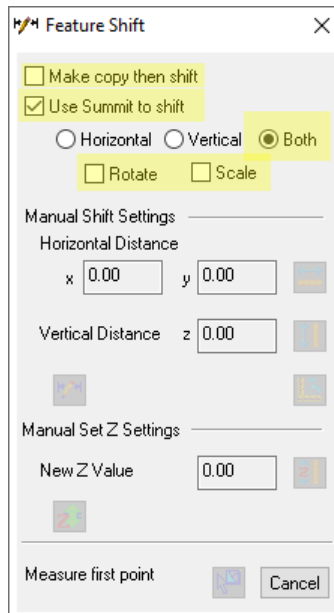 Feature Shift
Make copy then shift
Use Summit to shift
Horizontal Vertical Both
Rotate Scale
Manual Shift Settings
Horizontal Distance
x 0.00 y 0.00
Vertical Distance z 0.00
Manual Set Z Settings
New Z Value 0.00
Measure first point Cancel